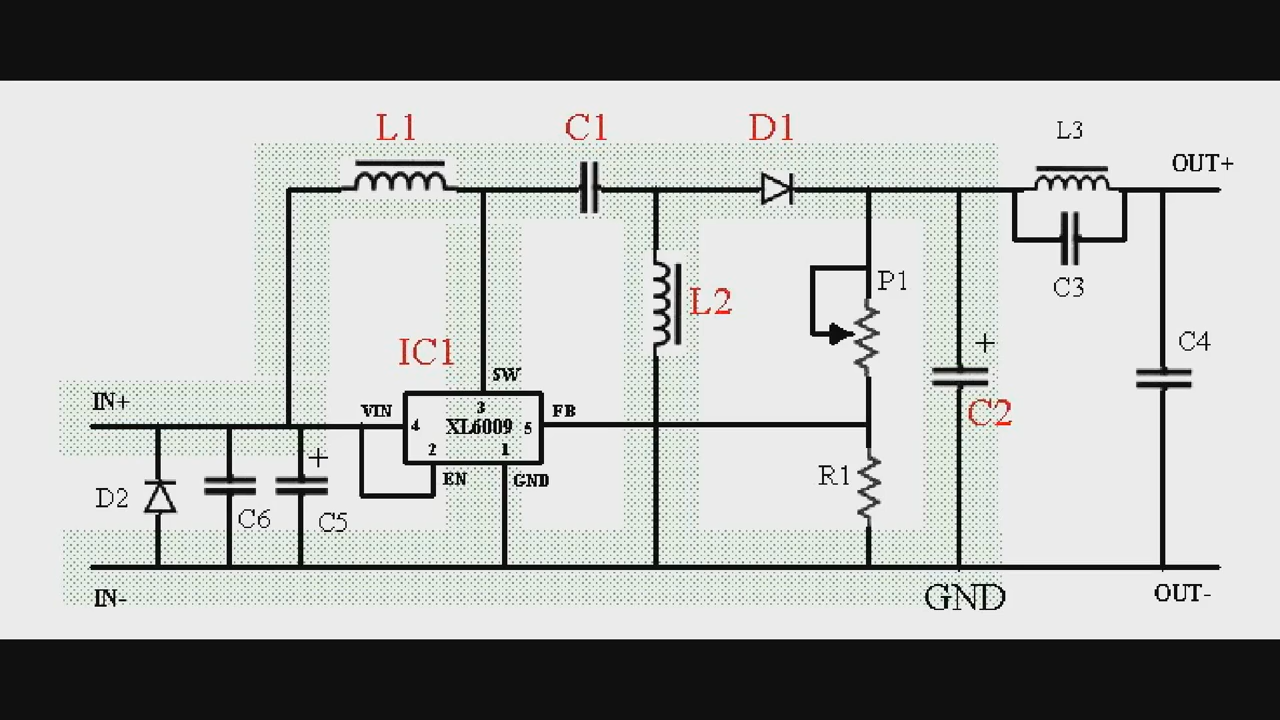 L1
C1
D1
L3
OUT+
P1
C3
L2
IC1
SW
C4
IN+
VIN
3
FB
4
XL6009
5
C2
2
1
+
+
EN
GND
R1
D2
C6
C5
IN-
GND
OUT-